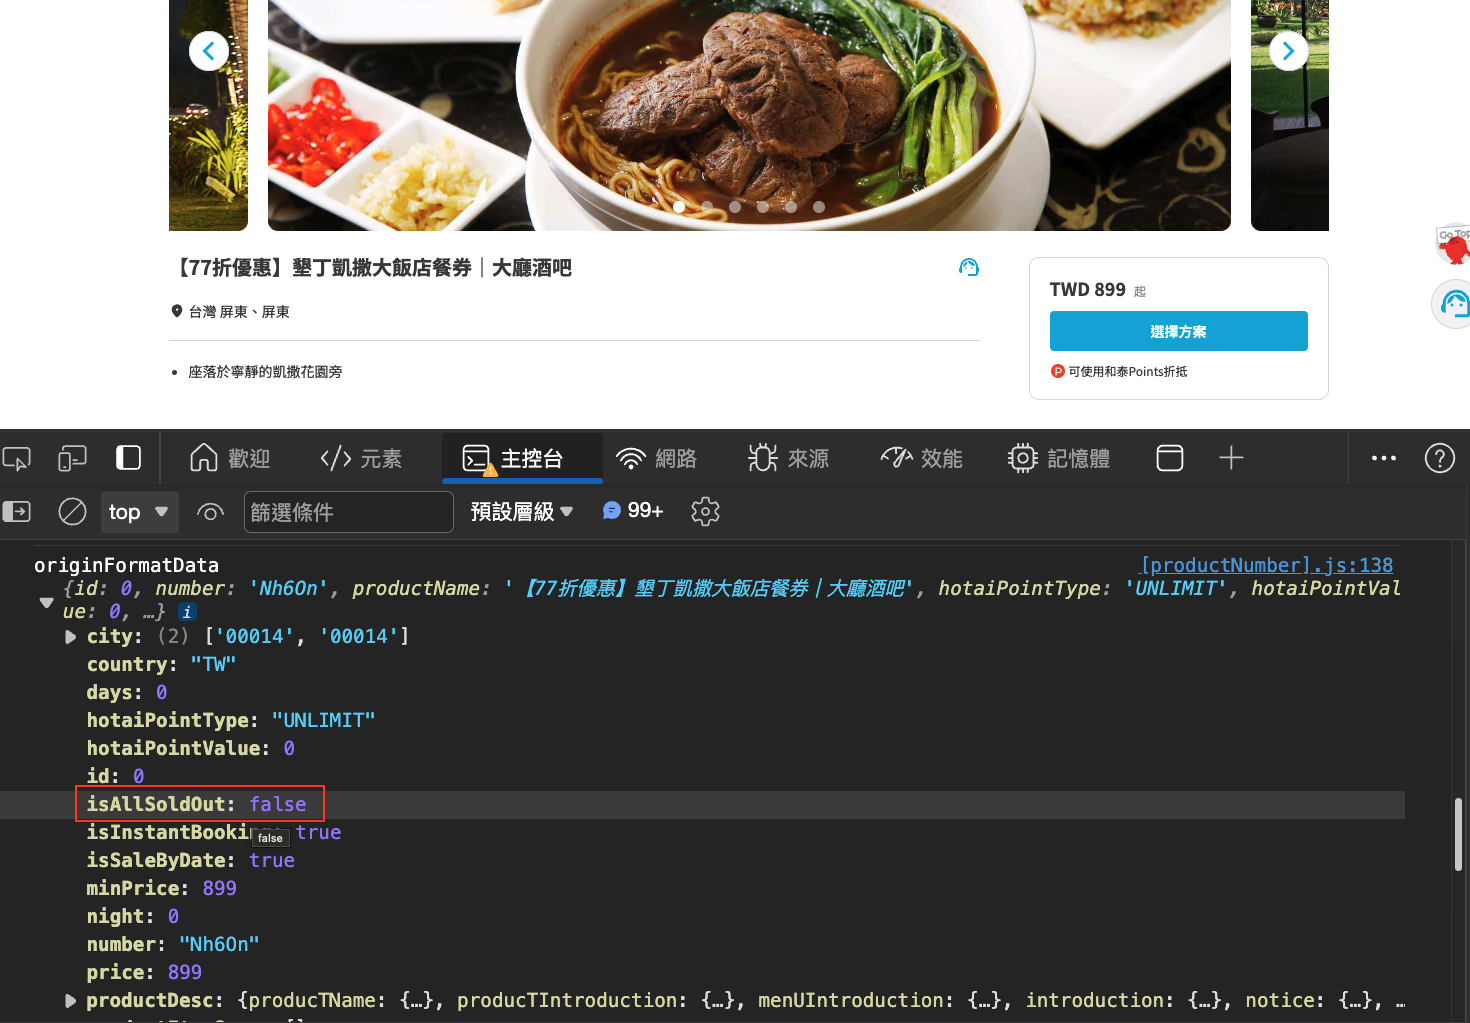 Go Top
【77折優惠】墾丁凱撒大飯店餐券｜大廳酒吧
台灣 屏東、屏東
座落於寧靜的凱撒花園旁
TWD 899 起
選擇方案
P 可使用和泰Points折抵
歡迎
元素
主控台
網路
來源
效能
記憶體
top
篩選條件
預設層級
99+
originFormatData
[productNumber].js:138
{id: 0, number: 'Nh6On', productName: '【77折優惠】墾丁凱撒大飯店餐券｜大廳酒吧', hotaiPointType: 'UNLIMIT', hotaiPointVal
ue: 0, …} i
city: (2) ['00014', '00014']
country: "TW"
days: 0
hotaiPointType: "UNLIMIT"
hotaiPointValue: 0
id: 0
isAllSoldOut: false
isInstantBookin true
false
isSaleByDate: true
minPrice: 899
night: 0
number: "Nh6On"
price: 899
productDesc: {producTName: {…}, producTIntroduction: {…}, menUIntroduction: {…}, introduction: {…}, notice: {…}, …